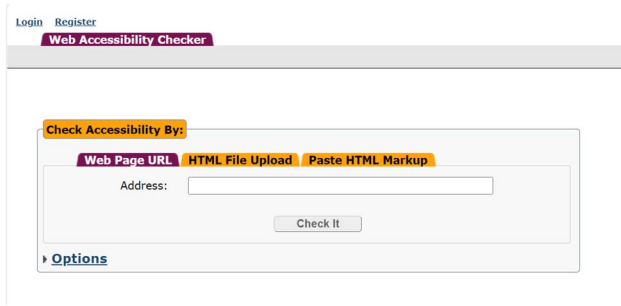 Login Register
Web Accessibility Checker
Check Accessibility By:
Web Page URL HTML File Upload Paste HTML Markup
Address:
Check It
Options